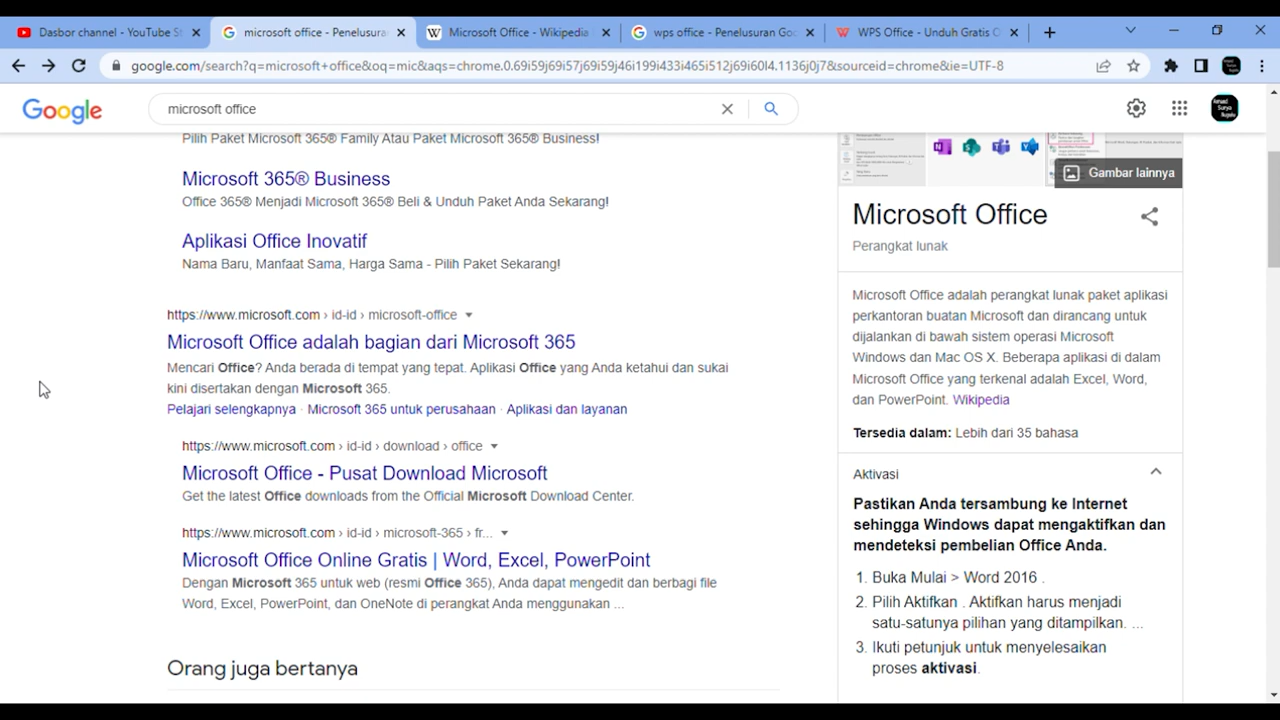 Dasbor channel - YouTube St
microsoft office - Penelusuran
Microsoft Office - Wikipedia
wps office - Penelusuran Goo
WPS Office - Unduh Gratis O
google.com/search?q=microsoft+office&oq=mic&aqs=chrome.0.69i59j69i57j69i59j46i199i433i465i512j69i60l4.1136j0j7&sourceid=chrome&ie=UTF-8
Google
microsoft office
Pilih Paket Microsoft 365® Family Atau Paket Microsoft 365® Business!
Microsoft 365® Business
Office 365® Menjadi Microsoft 365® Beli & Unduh Paket Anda Sekarang!
Aplikasi Office Inovatif
Nama Baru, Manfaat Sama, Harga Sama - Pilih Paket Sekarang!
https://www.microsoft.com › id-id › microsoft-office
Microsoft Office adalah bagian dari Microsoft 365
Mencari Office? Anda berada di tempat yang tepat. Aplikasi Office yang Anda ketahui dan sukai
kini disertakan dengan Microsoft 365.
Pelajari selengkapnya · Microsoft 365 untuk perusahaan · Aplikasi dan layanan
https://www.microsoft.com › id-id › download › office
Microsoft Office - Pusat Download Microsoft
Get the latest Office downloads from the Official Microsoft Download Center.
https://www.microsoft.com › id-id › microsoft-365 › fr...
Microsoft Office Online Gratis | Word, Excel, PowerPoint
Dengan Microsoft 365 untuk web (resmi Office 365), Anda dapat mengedit dan berbagi file
Word, Excel, PowerPoint, dan OneNote di perangkat Anda menggunakan ...
Orang juga bertanya
Gambar lainnya
Microsoft Office
Perangkat lunak
Microsoft Office adalah perangkat lunak paket aplikasi
perkantoran buatan Microsoft dan dirancang untuk
dijalankan di bawah sistem operasi Microsoft
Windows dan Mac OS X. Beberapa aplikasi di dalam
Microsoft Office yang terkenal adalah Excel, Word,
dan PowerPoint. Wikipedia
Tersedia dalam: Lebih dari 35 bahasa
Aktivasi
Pastikan Anda tersambung ke Internet
sehingga Windows dapat mengaktifkan dan
mendeteksi pembelian Office Anda.
1. Buka Mulai > Word 2016 .
2. Pilih Aktifkan . Aktifkan harus menjadi
satu-satunya pilihan yang ditampilkan. ...
3. Ikuti petunjuk untuk menyelesaikan
proses aktivasi.